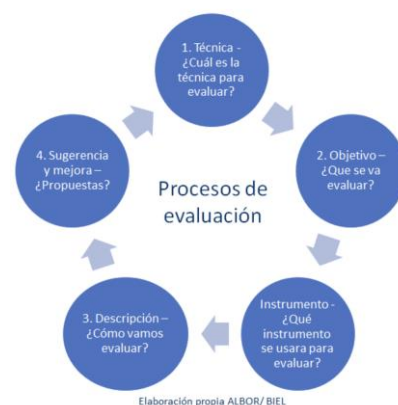 1. Técnica -
¿Cuál es la
técnica para
evaluar?
2. Objetivo –
¿Que se va
evaluar?
Instrumento -
¿Qué
instrumento
se usara para
evaluar?
3. Descripción –
¿Cómo vamos
evaluar?
4. Sugerencia
y mejora –
¿Propuestas?
Procesos de
evaluación
Elaboración propia ALBOR/ BIEL